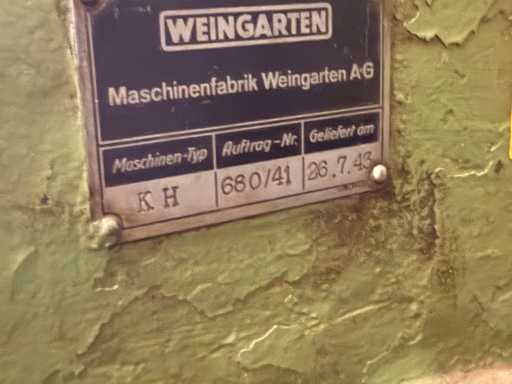 WEINGARTEN
Maschinenfabrik Weingarten A-G
Maschinen-Typ Auftrag-Nr. Geliefert am
K H 680/41 26.7.43